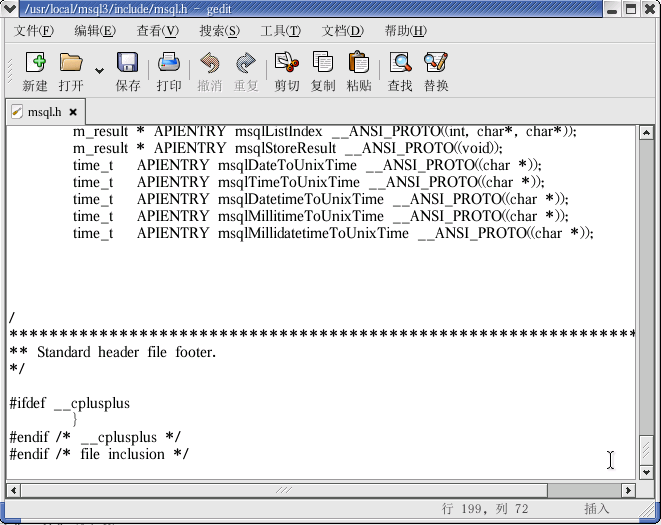 /usr/local/msql3/include/msql.h - gedit
文件(F) 编辑(E) 查看(V) 搜索(S) 工具(T) 文档(D) 帮助(H)
新建 打开 保存 打印 撤消 重复 剪切 复制 粘贴 查找 替换
msql.h
m_result * APIENTRY msqlListIndex __ANSI_PROTO((int, char*, char*));
m_result * APIENTRY msqlStoreResult __ANSI_PROTO((void));
time_t APIENTRY msqlDateToUnixTime __ANSI_PROTO((char *));
time_t APIENTRY msqlTimeToUnixTime __ANSI_PROTO((char *));
time_t APIENTRY msqlDatetimeToUnixTime __ANSI_PROTO((char *));
time_t APIENTRY msqlMillitimeToUnixTime __ANSI_PROTO((char *));
time_t APIENTRY msqlMillidatetimeToUnixTime __ANSI_PROTO((char *));
/
***************************************************************
** Standard header file footer.
*/
#ifdef __cplusplus
}
#endif /* __cplusplus */
#endif /* file inclusion */
行 199, 列 72 插入